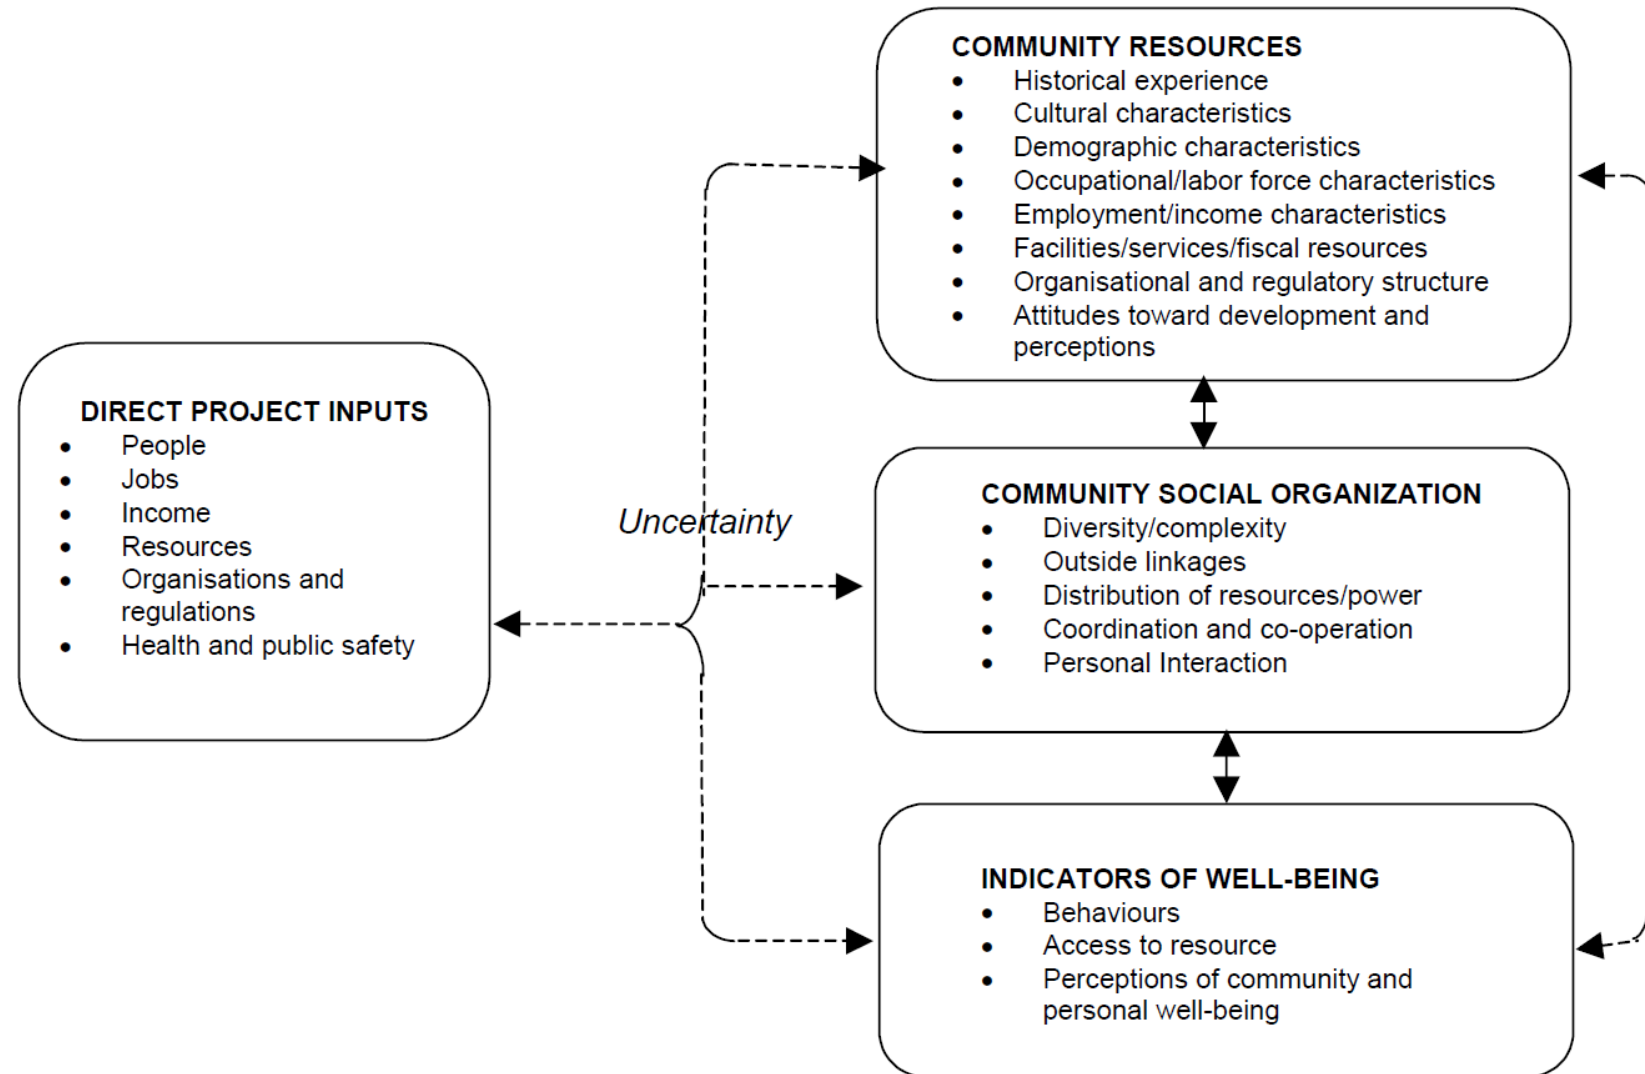 COMMUNITY RESOURCES
• Historical experience
• Cultural characteristics
• Demographic characteristics
• Occupational/labor force characteristics
• Employment/income characteristics
• Facilities/services/fiscal resources
• Organisational and regulatory structure
• Attitudes toward development and
perceptions
DIRECT PROJECT INPUTS
• People
• Jobs
• Income
• Resources
• Organisations and
regulations
• Health and public safety
Uncertainty
COMMUNITY SOCIAL ORGANIZATION
• Diversity/complexity
• Outside linkages
• Distribution of resources/power
• Coordination and co-operation
• Personal Interaction
INDICATORS OF WELL-BEING
• Behaviours
• Access to resource
• Perceptions of community and
personal well-being